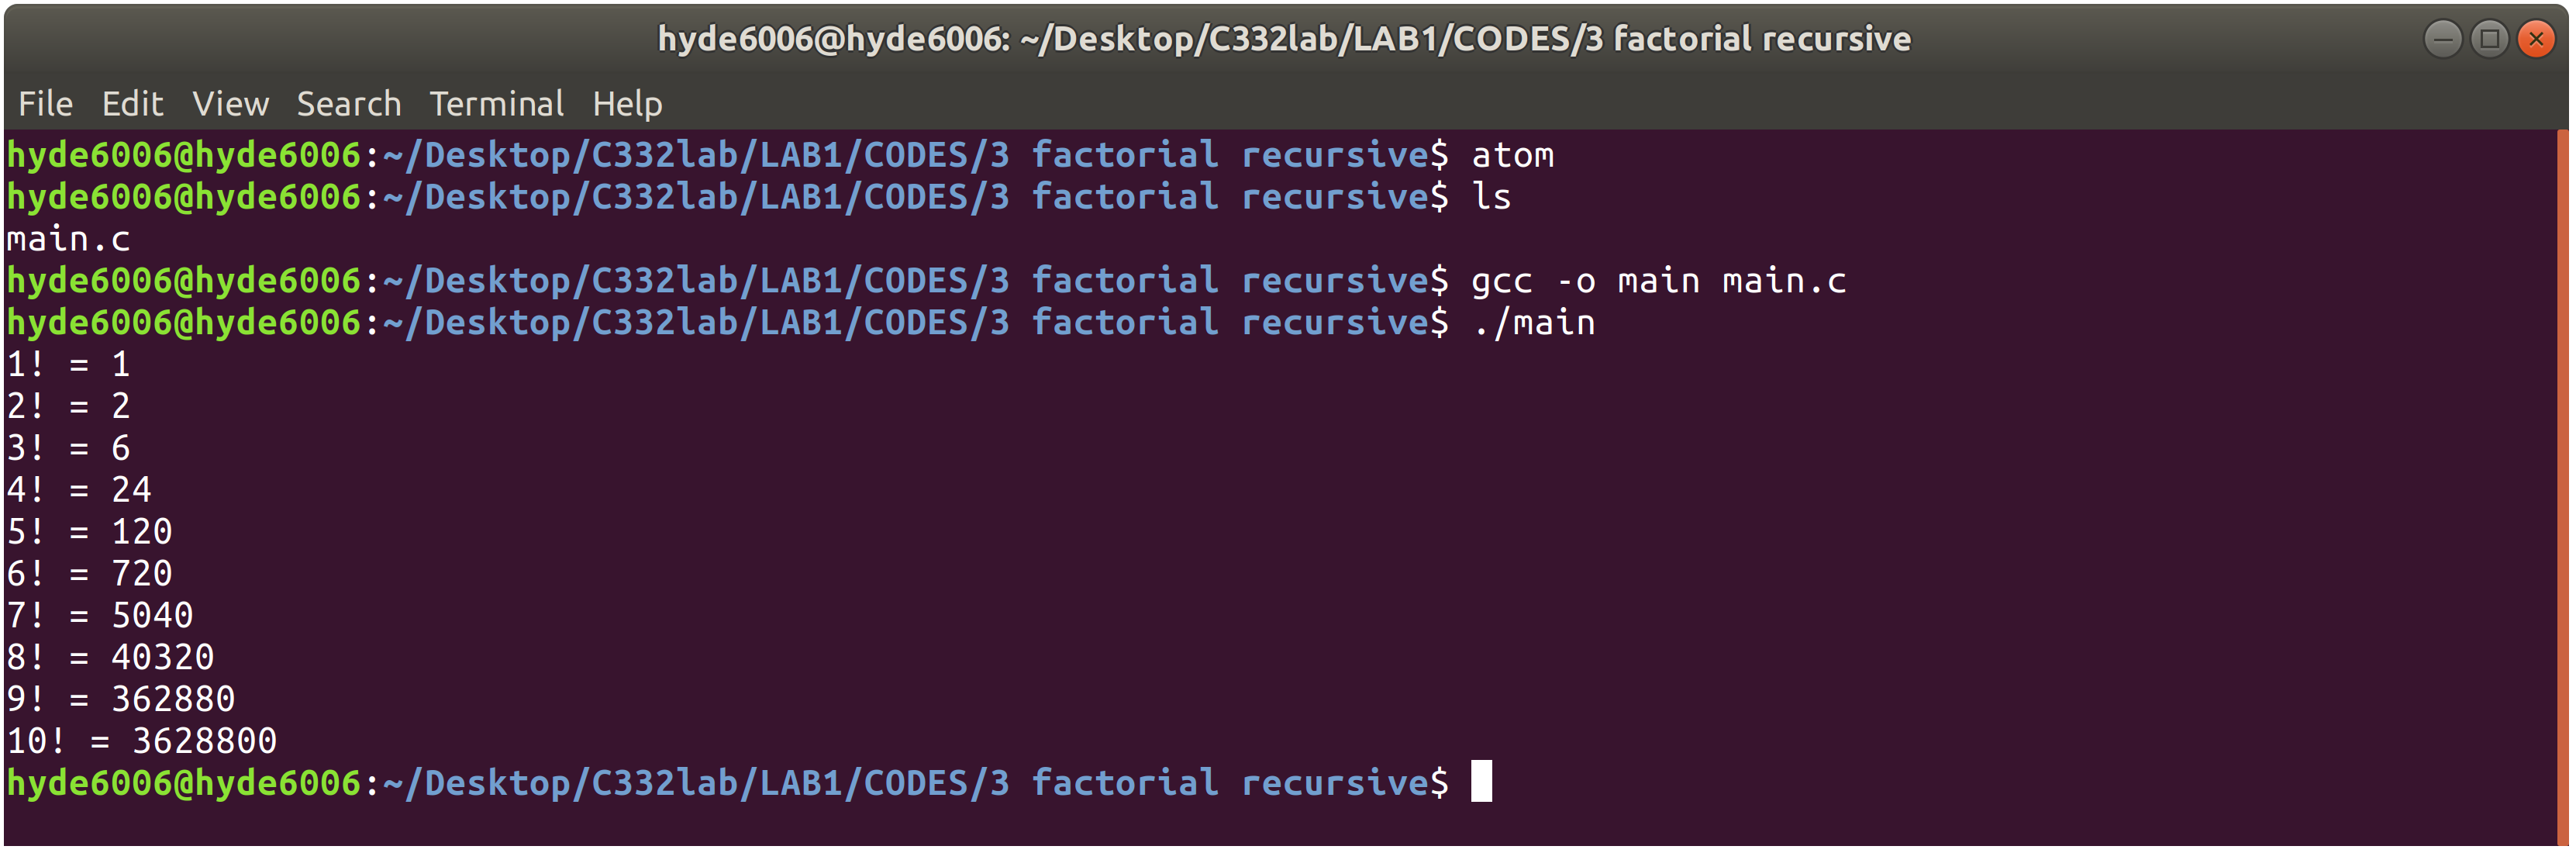 hyde6006@hyde6006: ~/Desktop/C332lab/LAB1/CODES/3 factorial recursive
File Edit View Search Terminal Help
hyde6006@hyde6006:~/Desktop/C332lab/LAB1/CODES/3 factorial recursive$ atom
hyde6006@hyde6006:~/Desktop/C332lab/LAB1/CODES/3 factorial recursive$ ls
main.c
hyde6006@hyde6006:~/Desktop/C332lab/LAB1/CODES/3 factorial recursive$ gcc -o main main.c
hyde6006@hyde6006:~/Desktop/C332lab/LAB1/CODES/3 factorial recursive$ ./main
1! = 1
2! = 2
3! = 6
4! = 24
5! = 120
6! = 720
7! = 5040
8! = 40320
9! = 362880
10! = 3628800
hyde6006@hyde6006:~/Desktop/C332lab/LAB1/CODES/3 factorial recursive$